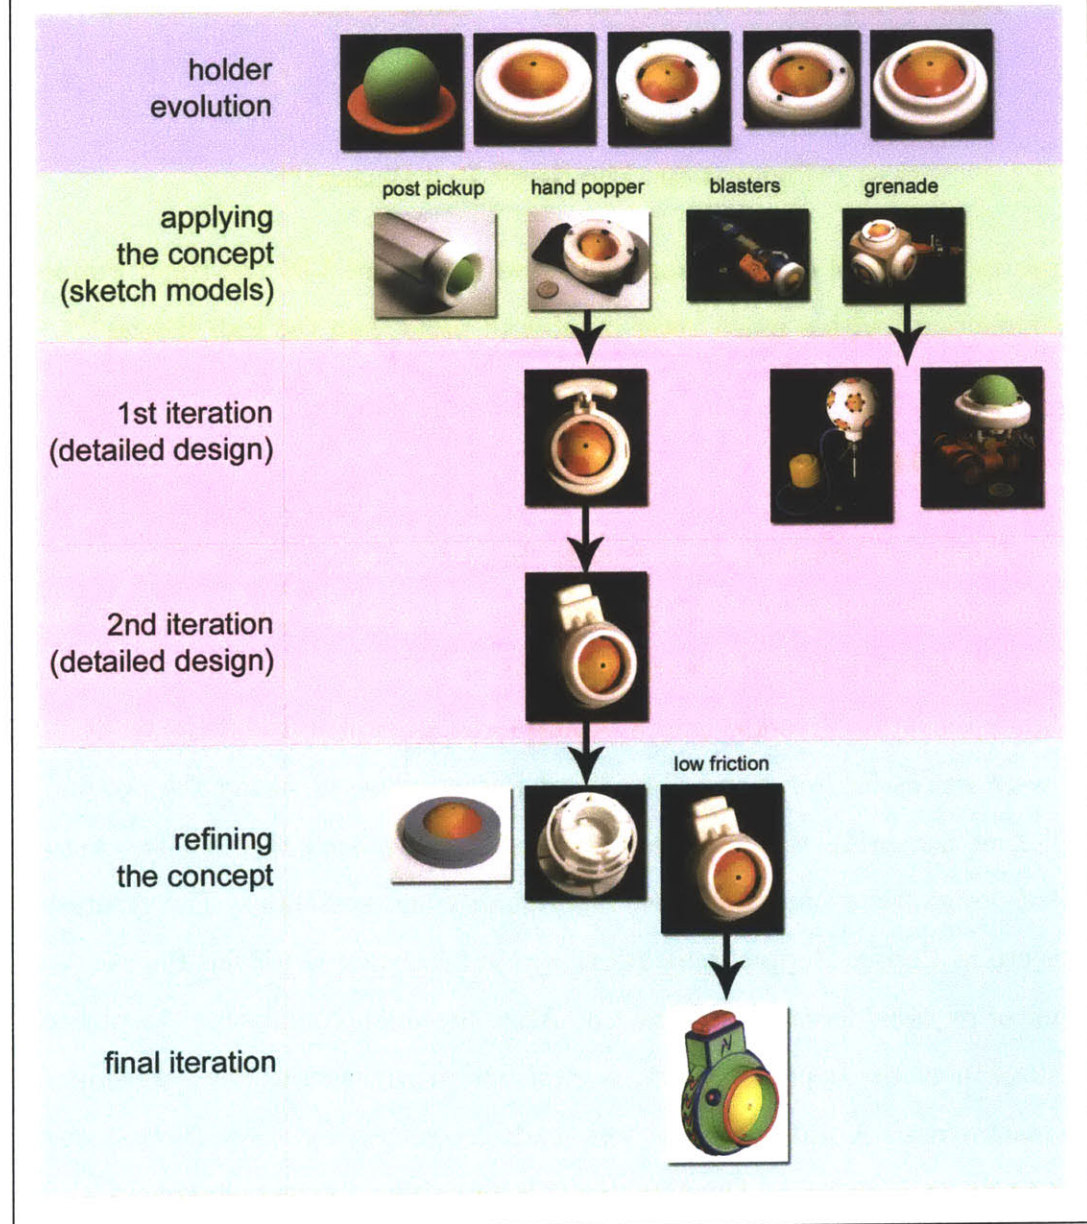 holder
evolution
post pickup
hand popper
blasters
grenade
applying
the concept
(sketch models)
1st iteration
(detailed design)
2nd iteration
(detailed design)
low friction
refining
the concept
final iteration